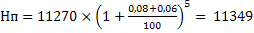 Нп = 11270 × (1 + (0,08+0,06)/100)^5 = 11349